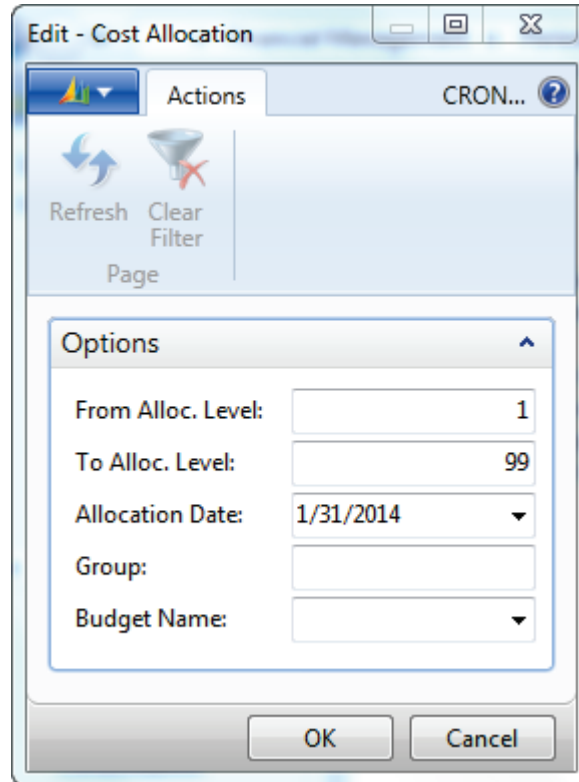 Edit - Cost Allocation
Actions
CRON...
Refresh
Clear
Filter
Page
Options
From Alloc. Level: 1
To Alloc. Level: 99
Allocation Date: 1/31/2014
Group:
Budget Name:
OK
Cancel